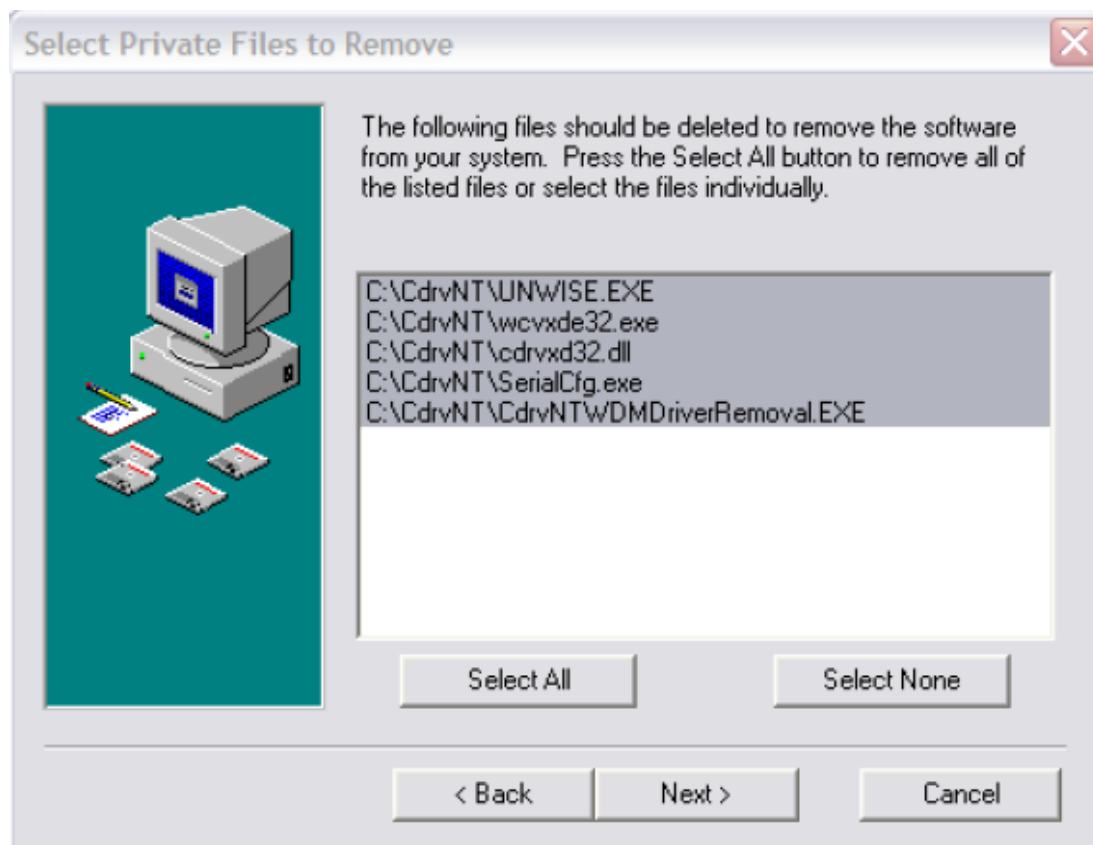 Select Private Files to Remove
The following files should be deleted to remove the software
from your system.  Press the Select All button to remove all of
the listed files or select the files individually.
C:\CdrvNT\UNWISE.EXE
C:\CdrvNT\wcvxde32.exe
C:\CdrvNT\cdrvxd32.dll
C:\CdrvNT\SerialCfg.exe
C:\CdrvNT\CdrvNTWDMDriverRemoval.EXE
Select All
Select None
< Back
Next >
Cancel